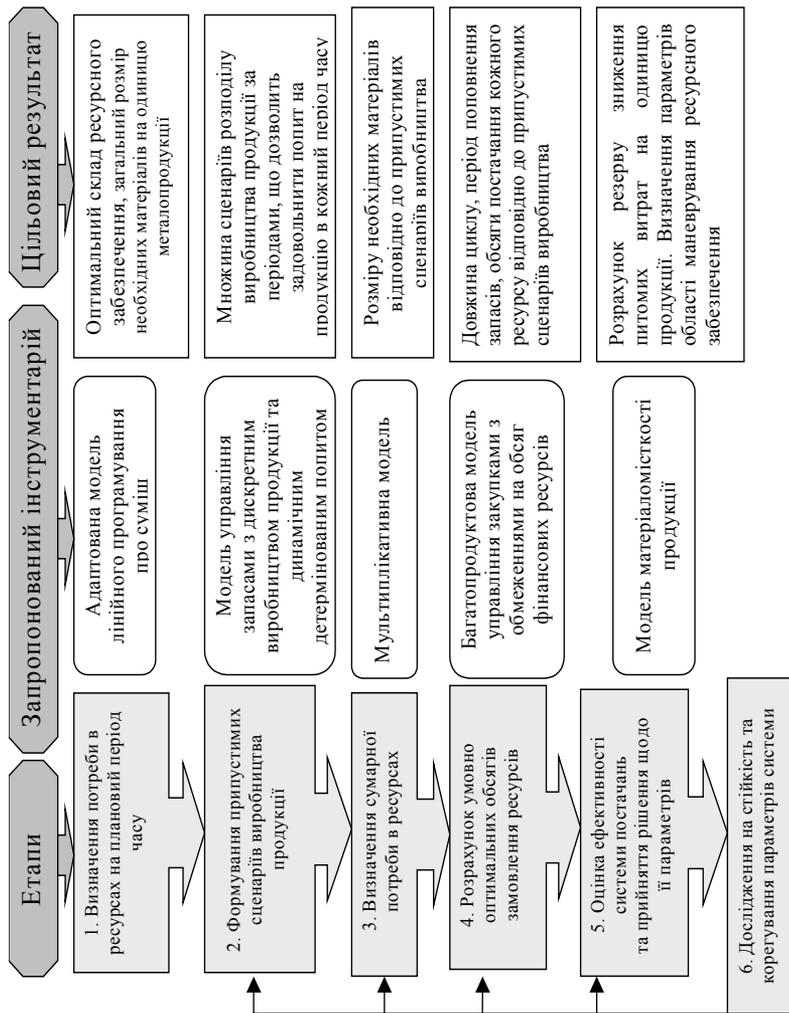 Етапи
Запропонований інструментарій
Цільовий результат
1. Визначення потреби в
ресурсах на плановий період
часу
Адаптована модель
лінійного програмування
про суміш
Оптимальний склад ресурсного
забезпечення, загальний розмір
необхідних матеріалів на одиницю
металопродукції
2. Формування припустимих
сценаріїв виробництва
продукції
Модель управління
запасами з дискретним
виробництвом продукції та
динамічним
детермінованим попитом
Множина сценаріїв розподілу
виробництва продукції за
періодами, що дозволить
задовольнити попит на
продукцію в кожний період часу
3. Визначення сумарної
потреби в ресурсах
Мультиплікативна модель
Розміру необхідних матеріалів
відповідно до припустимих
сценаріїв виробництва
4. Розрахунок умовно
оптимальних обсягів
замовлення ресурсів
Багатопродуктова модель
управління закупками з
обмеженнями на обсяг
фінансових ресурсів
Довжина циклу, період поповнення
запасів, обсяги постачання кожного
ресурсу відповідно до припустимих
сценаріїв виробництва
5. Оцінка ефективності
системи постачань
та прийняття рішення щодо
її параметрів
Модель матеріаломісткості
продукції
Розрахунок резерву зниження
питомих витрат на одиницю
продукції. Визначення параметрів
області маневрування ресурсного
забезпечення
6. Дослідження на стійкість та
корегування параметрів системи